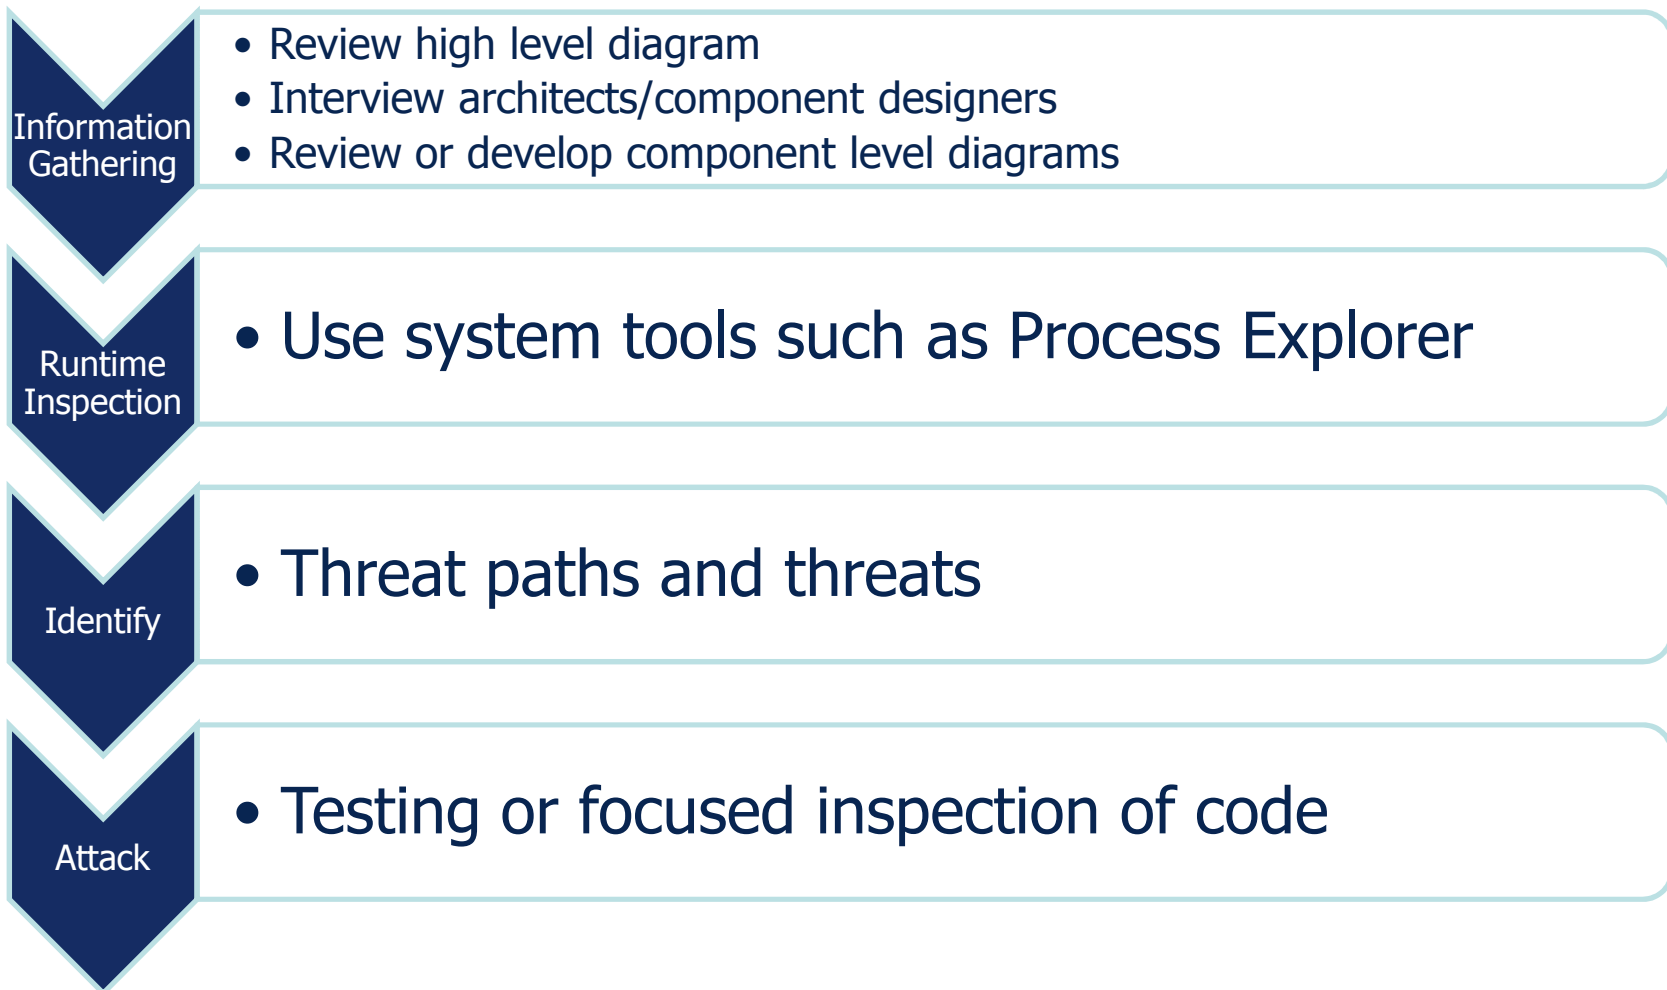 Information
Gathering
• Review high level diagram
• Interview architects/component designers
• Review or develop component level diagrams
Runtime
Inspection
• Use system tools such as Process Explorer
Identify
• Threat paths and threats
Attack
• Testing or focused inspection of code